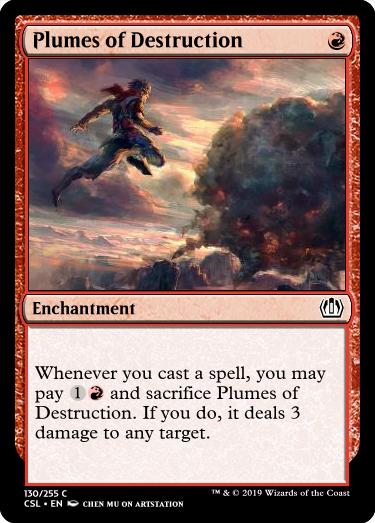 Plumes of Destruction
Enchantment
Whenever you cast a spell, you may
pay 1 and sacrifice Plumes of
Destruction. If you do, it deals 3
damage to any target.
130/255 C
CSL • EN CHEN MU ON ARTSTATION
™ & © 2019 Wizards of the Coast